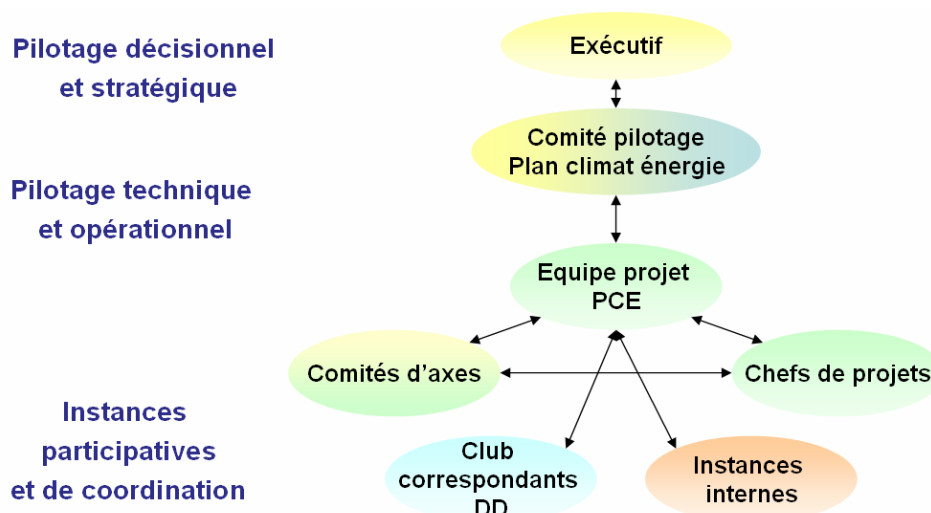 Pilotage décisionnel
et stratégique
Exécutif
Comité pilotage
Plan climat énergie
Pilotage technique
et opérationnel
Equipe projet
PCE
Comités d'axes
Chefs de projets
Instances
participatives
et de coordination
Club
correspondants
DD
Instances
internes